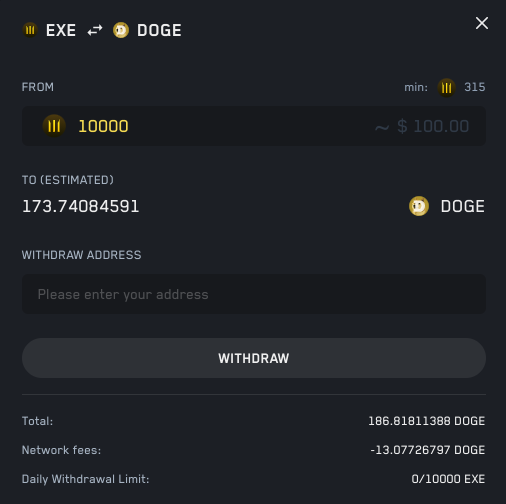 EXE DOGE
FROM min: 315
10000 ~ $ 100.00
TO (ESTIMATED)
173.74084591 DOGE
WITHDRAW ADDRESS
Please enter your address
WITHDRAW
Total: 186.81811388 DOGE
Network fees: -13.07726797 DOGE
Daily Withdrawal Limit: 0/10000 EXE